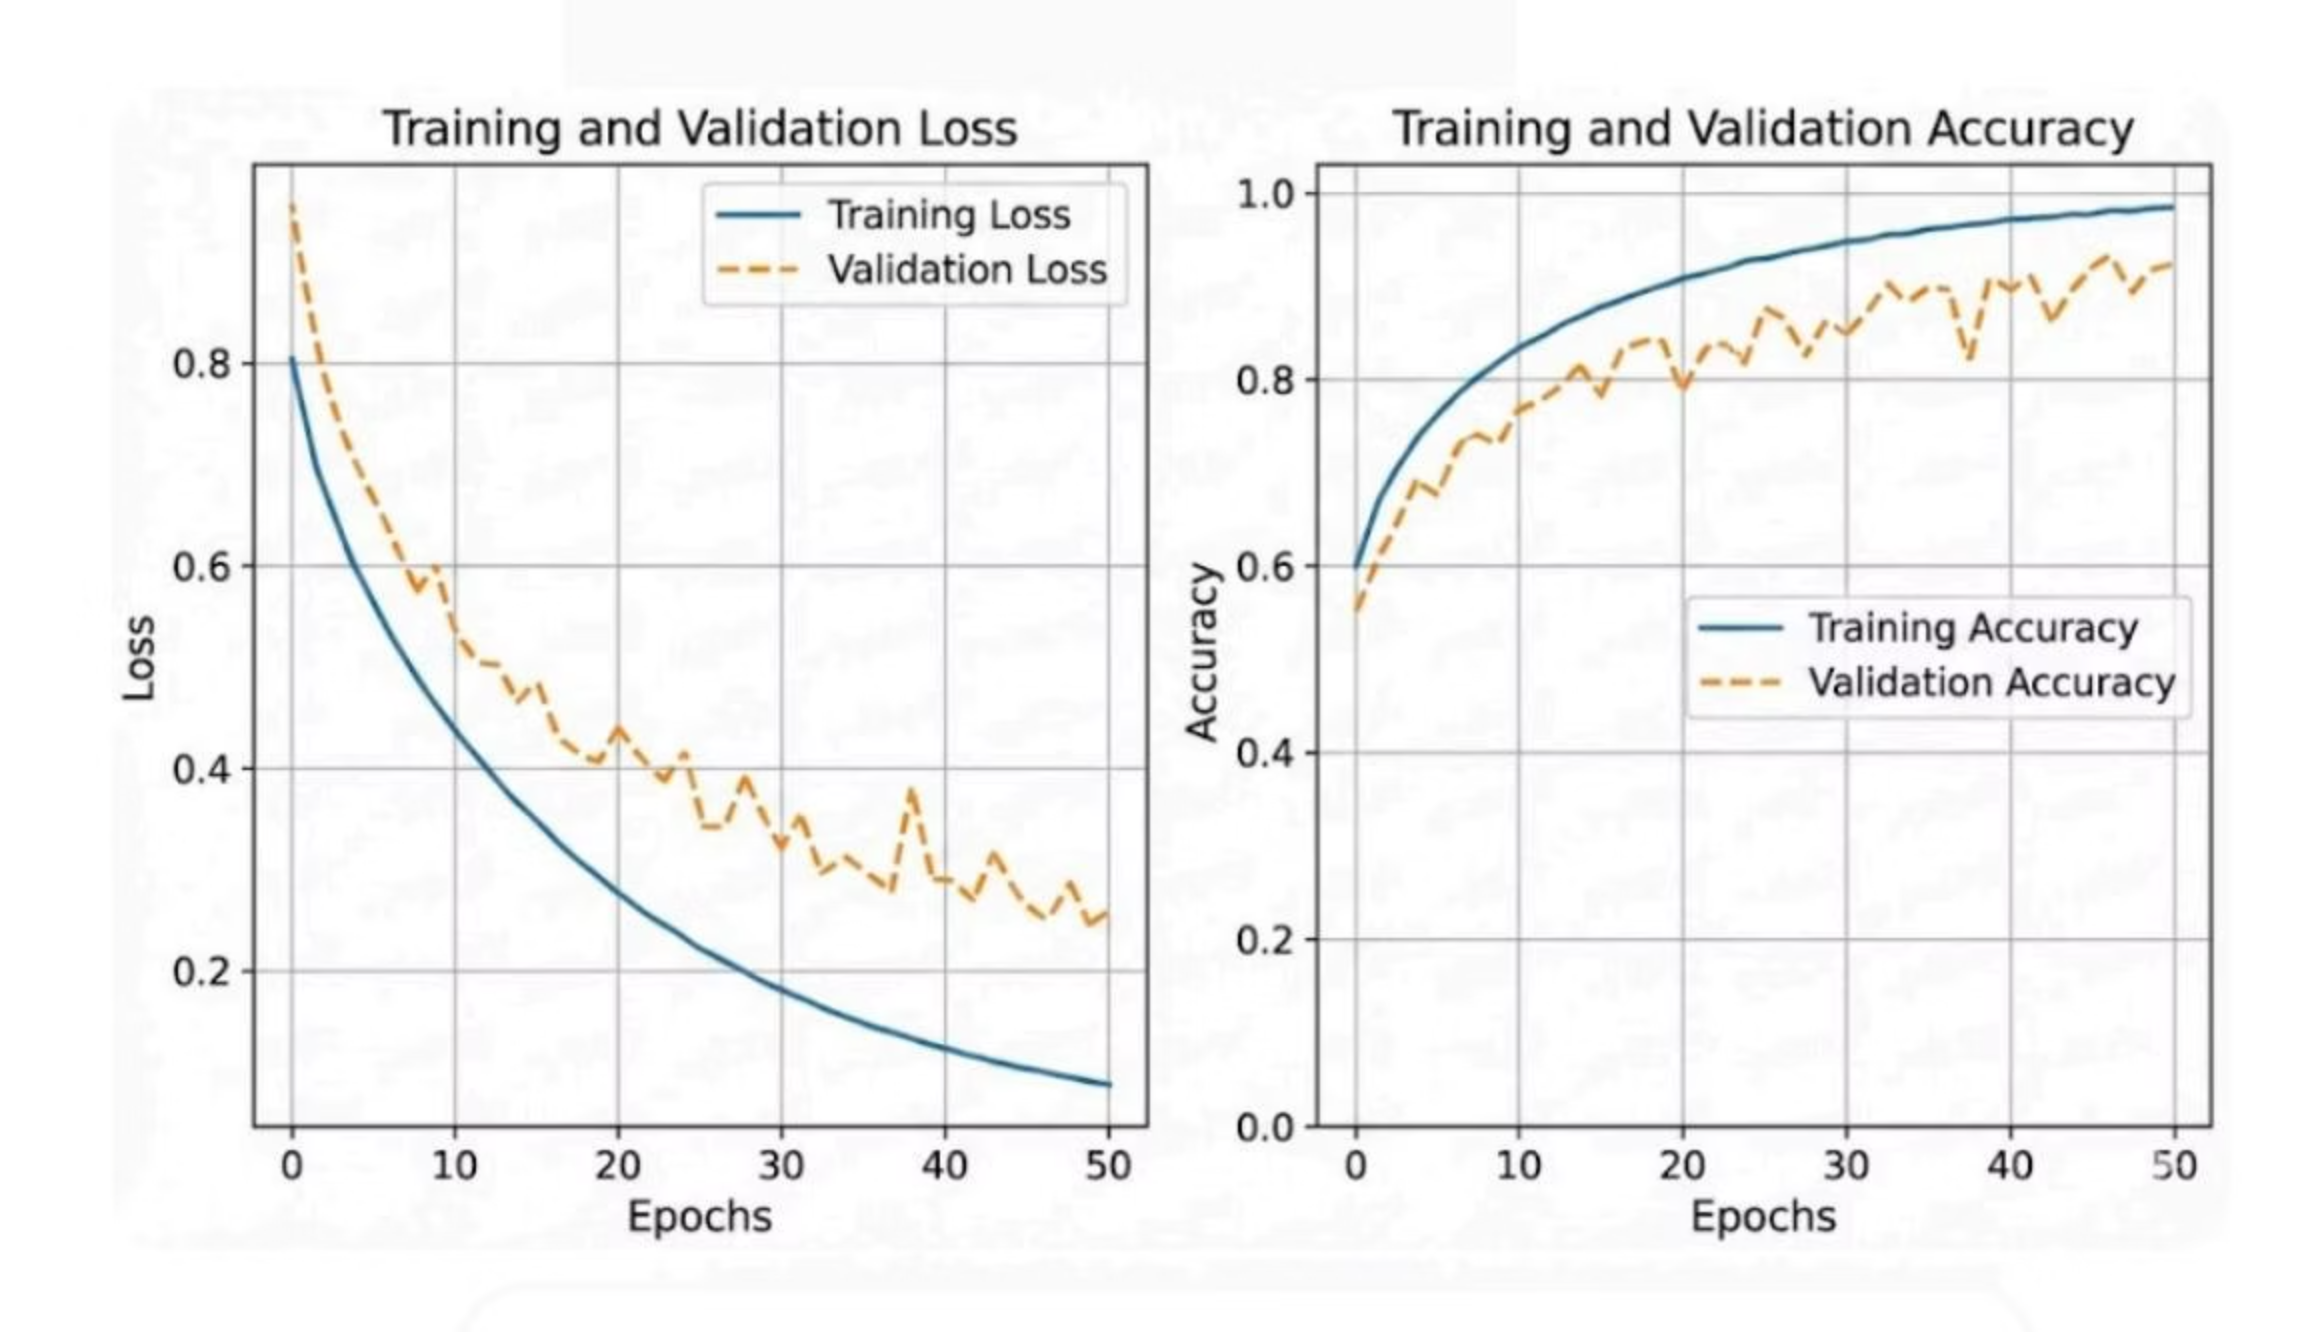 Training and Validation Loss
Training Loss
Validation Loss
0.8
0.6
0.4
0.2
Loss
0 10 20 30 40 50
Epochs
Training and Validation Accuracy
1.0
0.8
0.6
0.4
0.2
0.0
Accuracy
Training Accuracy
Validation Accuracy
0 10 20 30 40 50
Epochs